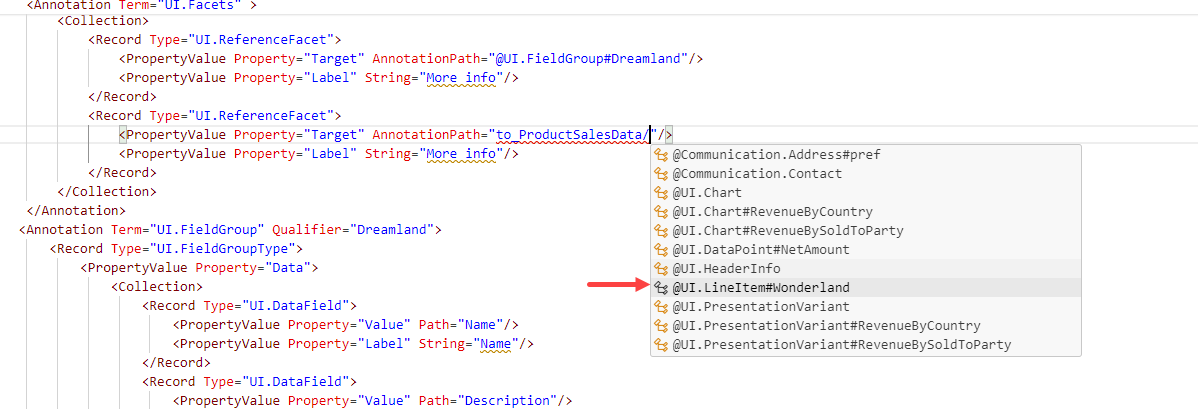 <Annotation Term="UI.Facets" >
<Collection>
<Record Type="UI.ReferenceFacet">
<PropertyValue Property="Target" AnnotationPath="@UI.FieldGroup#Dreamland"/>
<PropertyValue Property="Label" String="More info"/>
</Record>
<Record Type="UI.ReferenceFacet">
<PropertyValue Property="Target" AnnotationPath="to_ProductSalesData/"/>
<PropertyValue Property="Label" String="More info"/>
</Record>
</Collection>
</Annotation>
<Annotation Term="UI.FieldGroup" Qualifier="Dreamland">
<Record Type="UI.FieldGroupType">
<PropertyValue Property="Data">
<Collection>
<Record Type="UI.DataField">
<PropertyValue Property="Value" Path="Name"/>
<PropertyValue Property="Label" String="Name"/>
</Record>
<Record Type="UI.DataField">
<PropertyValue Property="Value" Path="Description"/>
@Communication.Address#pref
@Communication.Contact
@UI.Chart
@UI.Chart#RevenueByCountry
@UI.Chart#RevenueBySoldToParty
@UI.DataPoint#NetAmount
@UI.HeaderInfo
@UI.LineItem#Wonderland
@UI.PresentationVariant
@UI.PresentationVariant#RevenueByCountry
@UI.PresentationVariant#RevenueBySoldToParty